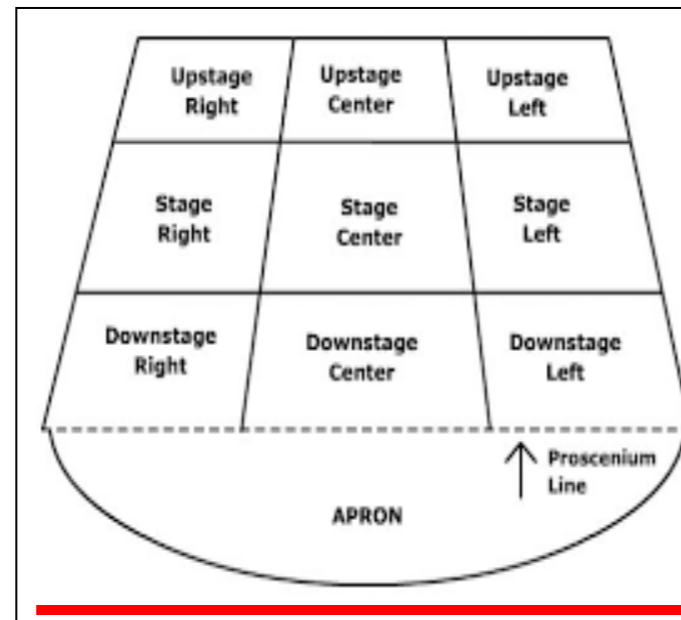 Upstage
Right
Upstage
Center
Upstage
Left
Stage
Right
Stage
Center
Stage
Left
Downstage
Right
Downstage
Center
Downstage
Left
Proscenium
Line
APRON